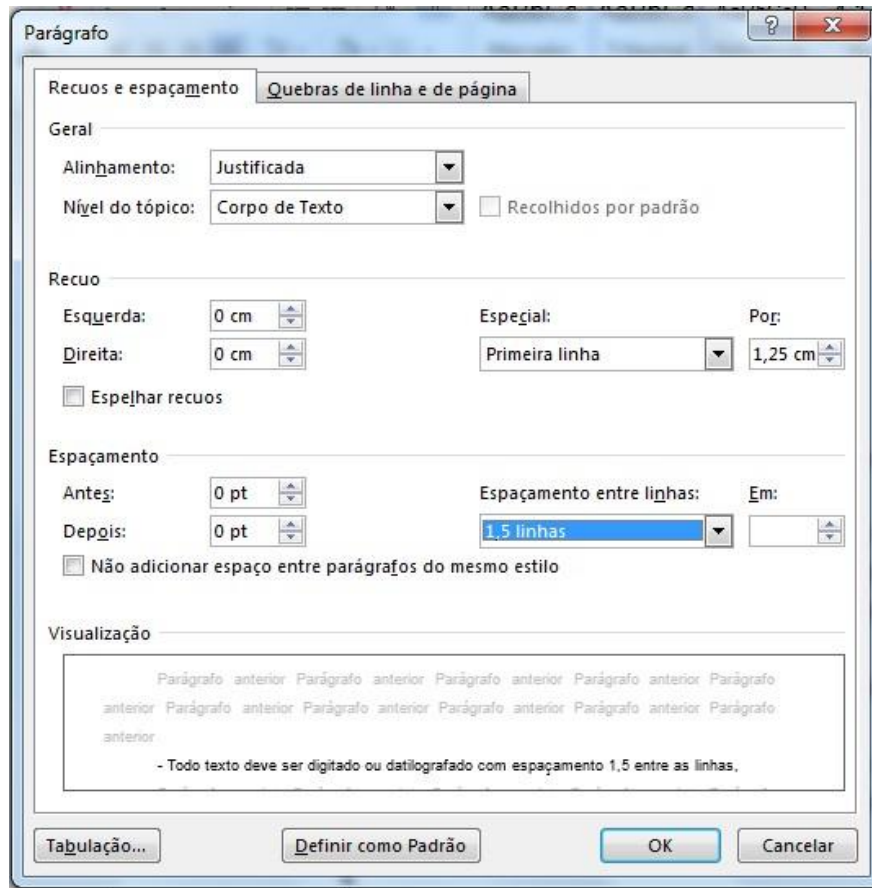 Parágrafo
Recuos e espaçamento Quebras de linha e de página
Geral
Alinhamento: Justificada
Nível do tópico: Corpo de Texto Recolhidos por padrão
Recuo
Esquerda: 0 cm Especial: Por:
Direita: 0 cm Primeira linha 1,25 cm
Espelhar recuos
Espaçamento
Antes: 0 pt Espaçamento entre linhas: Em:
Depois: 0 pt 1,5 linhas
Não adicionar espaço entre parágrafos do mesmo estilo
Visualização
Parágrafo anterior Parágrafo anterior Parágrafo anterior Parágrafo anterior Parágrafo
anterior Parágrafo anterior Parágrafo anterior Parágrafo anterior Parágrafo anterior Parágrafo
anterior
- Todo texto deve ser digitado ou datilografado com espaçamento 1,5 entre as linhas,
Tabulação... Definir como Padrão OK Cancelar